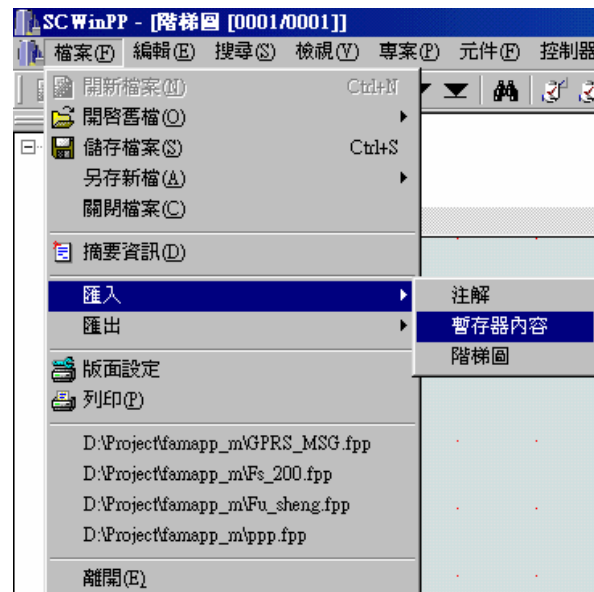 SCWinPP - [階梯圖 [0001/0001]]
檔案(F) 編輯(E) 搜尋(S) 檢視(V) 專案(P) 元件(F) 控制器
開新檔案(N) Ctrl+N
開啓舊檔(O)
儲存檔案(S) Ctrl+S
另存新檔(A)
關閉檔案(C)
摘要資訊(D)
匯入
注解
匯出
暫存器內容
階梯圖
版面設定
列印(P)
D:\Project\famapp_m\GPRS_MSG.fpp
D:\Project\famapp_m\Fs_200.fpp
D:\Project\famapp_m\Fu_sheng.fpp
D:\Project\famapp_m\ppp.fpp
離開(E)